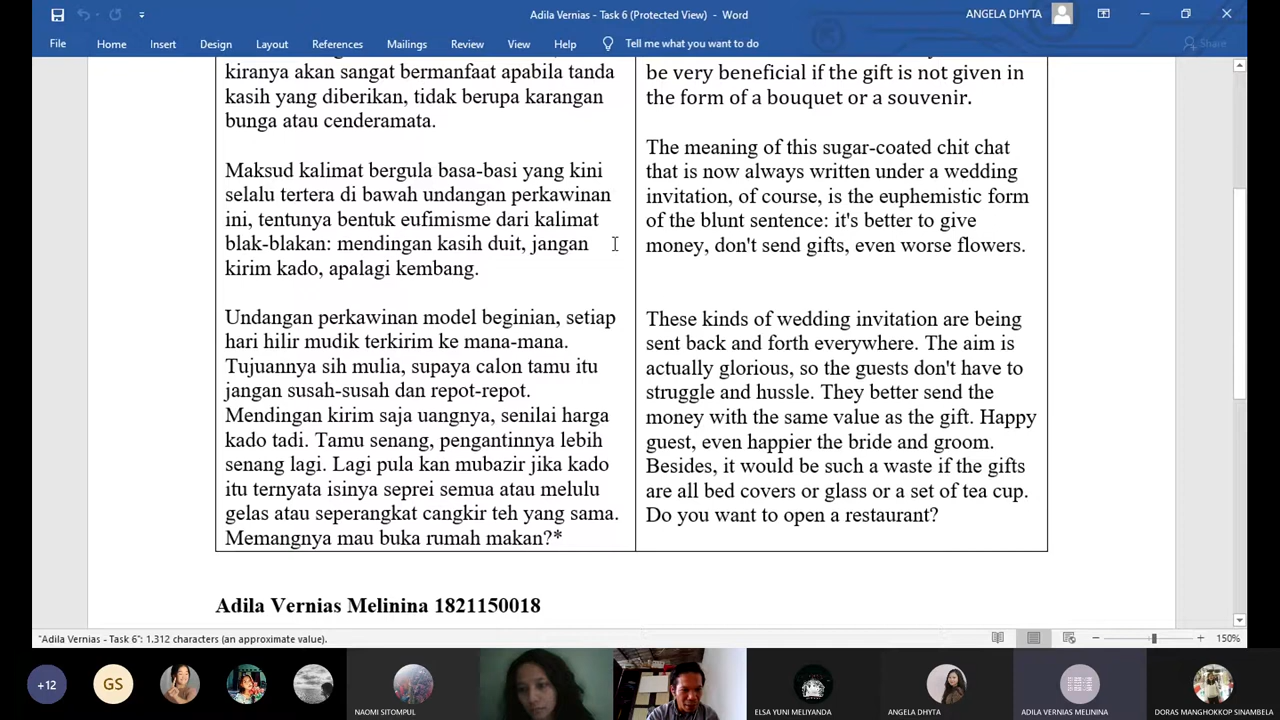 Adila Vernias - Task 6 (Protected View) - Word
ANGELA DHYTA
File Home Insert Design Layout References Mailings Review View Help Tell me what you want to do Share
kiranya akan sangat bermanfaat apabila tanda
kasih yang diberikan, tidak berupa karangan
bunga atau cenderamata.
Maksud kalimat bergula basa-basi yang kini
selalu tertera di bawah undangan perkawinan
ini, tentunya bentuk eufimisme dari kalimat
blak-blakan: mendingan kasih duit, jangan
kirim kado, apalagi kembang.
Undangan perkawinan model beginian, setiap
hari hilir mudik terkirim ke mana-mana.
Tujuannya sih mulia, supaya calon tamu itu
jangan susah-susah dan repot-repot.
Mendingan kirim saja uangnya, senilai harga
kado tadi. Tamu senang, pengantinnya lebih
senang lagi. Lagi pula kan mubazir jika kado
itu ternyata isinya seprei semua atau melulu
gelas atau seperangkat cangkir teh yang sama.
Memangnya mau buka rumah makan?*
be very beneficial if the gift is not given in
the form of a bouquet or a souvenir.
The meaning of this sugar-coated chit chat
that is now always written under a wedding
invitation, of course, is the euphemistic form
of the blunt sentence: it's better to give
money, don't send gifts, even worse flowers.
These kinds of wedding invitation are being
sent back and forth everywhere. The aim is
actually glorious, so the guests don't have to
struggle and hussle. They better send the
money with the same value as the gift. Happy
guest, even happier the bride and groom.
Besides, it would be such a waste if the gifts
are all bed covers or glass or a set of tea cup.
Do you want to open a restaurant?
Adila Vernias Melinina 1821150018
"Adila Vernias - Task 6": 1.312 characters (an approximate value).
150%
+12
GS
NAOMI SITOMPUL
ELSA YUNI MELIYANDA
ANGELA DHYTA
ADILA VERNIAS MELININA
DORAS MANGHOKKOP SINAMBELA